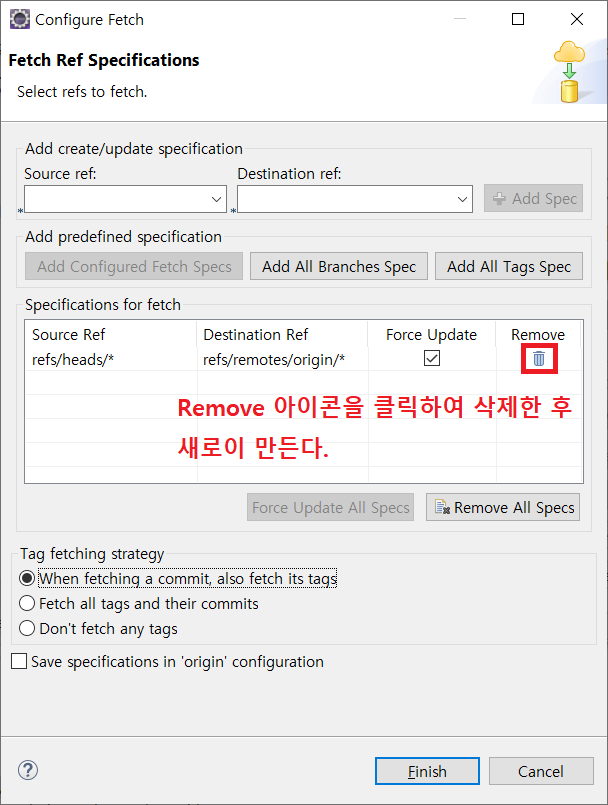 Configure Fetch
Fetch Ref Specifications
Select refs to fetch.
Add create/update specification
Source ref: Destination ref:
* * Add Spec
Add predefined specification
Add Configured Fetch Specs Add All Branches Spec Add All Tags Spec
Specifications for fetch
Source Ref Destination Ref Force Update Remove
refs/heads/* refs/remotes/origin/*
Remove 아이콘을 클릭하여 삭제한 후
새로이 만든다.
Force Update All Specs Remove All Specs
Tag fetching strategy
When fetching a commit, also fetch its tags
Fetch all tags and their commits
Don't fetch any tags
Save specifications in 'origin' configuration
? Finish Cancel